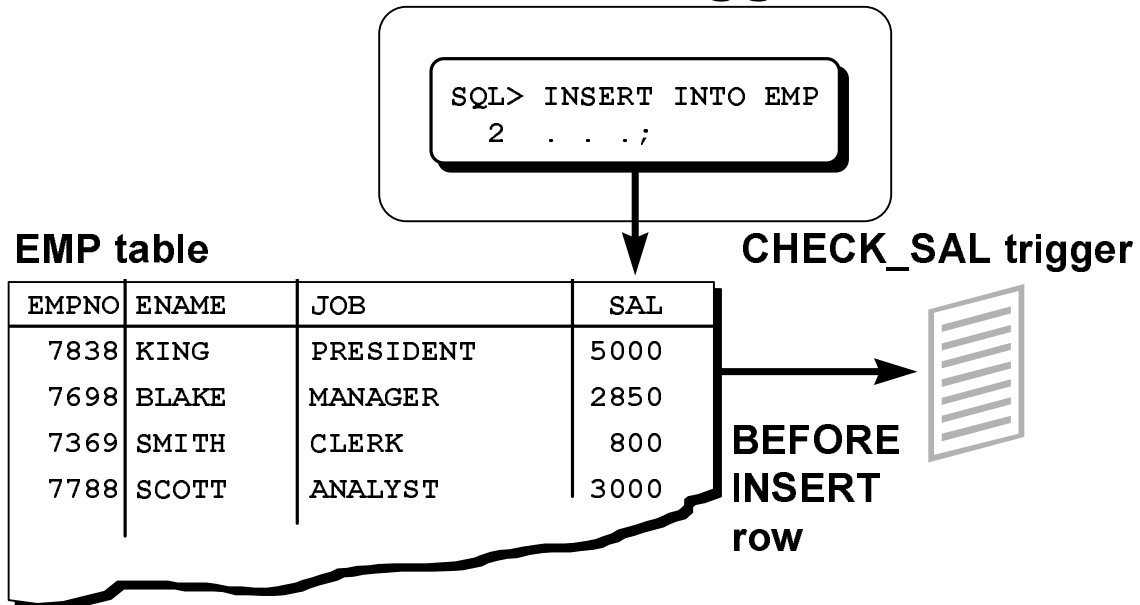 SQL> INSERT INTO EMP
2 . . .;
EMP table
CHECK_SAL trigger
EMPNO ENAME JOB SAL
7838 KING PRESIDENT 5000
7698 BLAKE MANAGER 2850
7369 SMITH CLERK 800
7788 SCOTT ANALYST 3000
BEFORE
INSERT
row